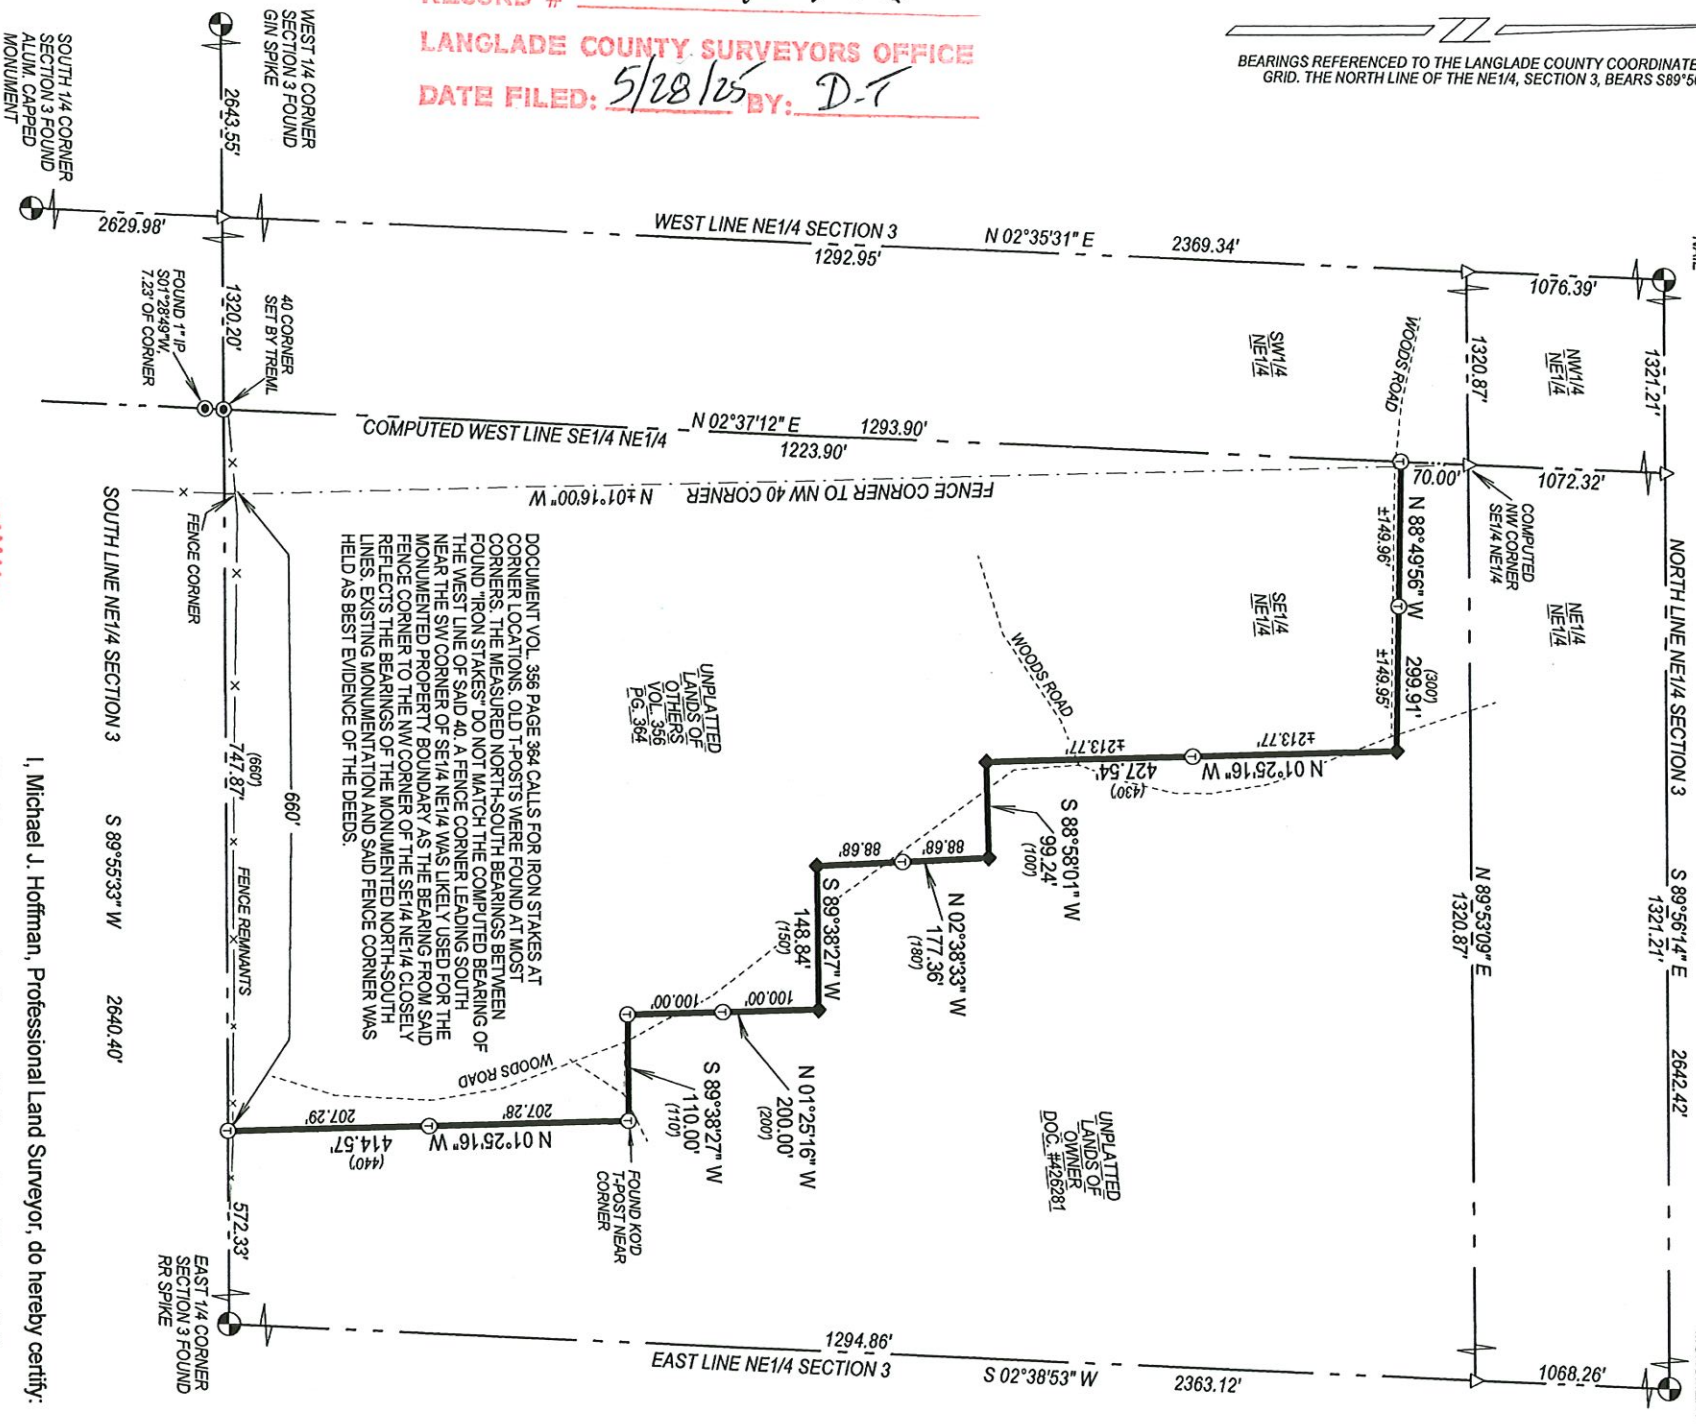 RECORD #
LANGLADE COUNTY SURVEYORS OFFICE
DATE FILED: 5/28/25 BY: D.T
BEARINGS REFERENCED TO THE LANGLADE COUNTY COORDINATE
GRID. THE NORTH LINE OF THE NE1/4, SECTION 3, BEARS S89°56
WEST 1/4 CORNER
SECTION 3 FOUND
GIN SPIKE
2643.55'
SOUTH 1/4 CORNER
SECTION 3 FOUND
ALUM. CAPPED
MONUMENT
2629.98'
WEST LINE NE1/4 SECTION 3
N 02°35'31" E
2369.34'
1292.95'
1076.39'
1320.20'
40 CORNER
SET BY TREML
FOUND 1" IP
S01°28'49"W,
7.23' OF CORNER
SW1/4
NE1/4
WOODS ROAD
1320.87'
NW1/4
NE1/4
1321.21'
COMPUTED WEST LINE SE1/4 NE1/4
N 02°37'12" E
1293.90'
1223.90'
70.00'
1072.32'
FENCE CORNER TO NW 40 CORNER
N ±01°16'00" W
COMPUTED
NW CORNER
SE1/4 NE1/4
N 88°49'56" W
(300')
299.91'
±149.96'
±149.95'
SE1/4
NE1/4
NE1/4
NE1/4
NORTH LINE NE1/4 SECTION 3
S 89°56'14" E
2642.42'
1321.21'
N 89°53'09" E
1320.87'
FENCE CORNER
SOUTH LINE NE1/4 SECTION 3
S 89°55'33" W
2640.40'
660'
(660')
747.87'
FENCE REMNANTS
DOCUMENT VOL. 356 PAGE 364 CALLS FOR IRON STAKES AT
CORNER LOCATIONS. OLD T-POSTS WERE FOUND AT MOST
CORNERS. THE MEASURED NORTH-SOUTH BEARINGS BETWEEN
FOUND "IRON STAKES" DO NOT MATCH THE COMPUTED BEARING OF
THE WEST LINE OF SAID 40. A FENCE CORNER LEADING SOUTH
NEAR THE SW CORNER OF SE1/4 NE1/4 WAS LIKELY USED FOR THE
MONUMENTED PROPERTY BOUNDARY AS THE BEARING FROM SAID
FENCE CORNER TO THE NW CORNER OF THE SE1/4 NE1/4 CLOSELY
REFLECTS THE BEARINGS OF THE MONUMENTED NORTH-SOUTH
LINES. EXISTING MONUMENTATION AND SAID FENCE CORNER WAS
HELD AS BEST EVIDENCE OF THE DEEDS.
UNPLATTED
LANDS OF
OTHERS
VOL. 356
PG. 364
WOODS ROAD
N 01°25'16" W
±213.77'
±213.77'
427.54'
(430')
S 88°58'01" W
99.24'
(100')
N 02°38'33" W
177.36'
(180')
88.68'
88.68'
S 89°38'27" W
148.84'
(150')
N 01°25'16" W
200.00'
(200')
100.00'
100.00'
S 89°38'27" W
110.00'
(110')
WOODS ROAD
N 01°25'16" W
207.28'
207.29'
414.57'
(440')
FOUND KO'D
T-POST NEAR
CORNER
UNPLATTED
LANDS OF
OWNER
DOC. #426281
572.33'
EAST 1/4 CORNER
SECTION 3 FOUND
RR SPIKE
1294.86'
EAST LINE NE1/4 SECTION 3
S 02°38'53" W
2363.12'
1068.26'
I, Michael J. Hoffman, Professional Land Surveyor, do hereby certify: